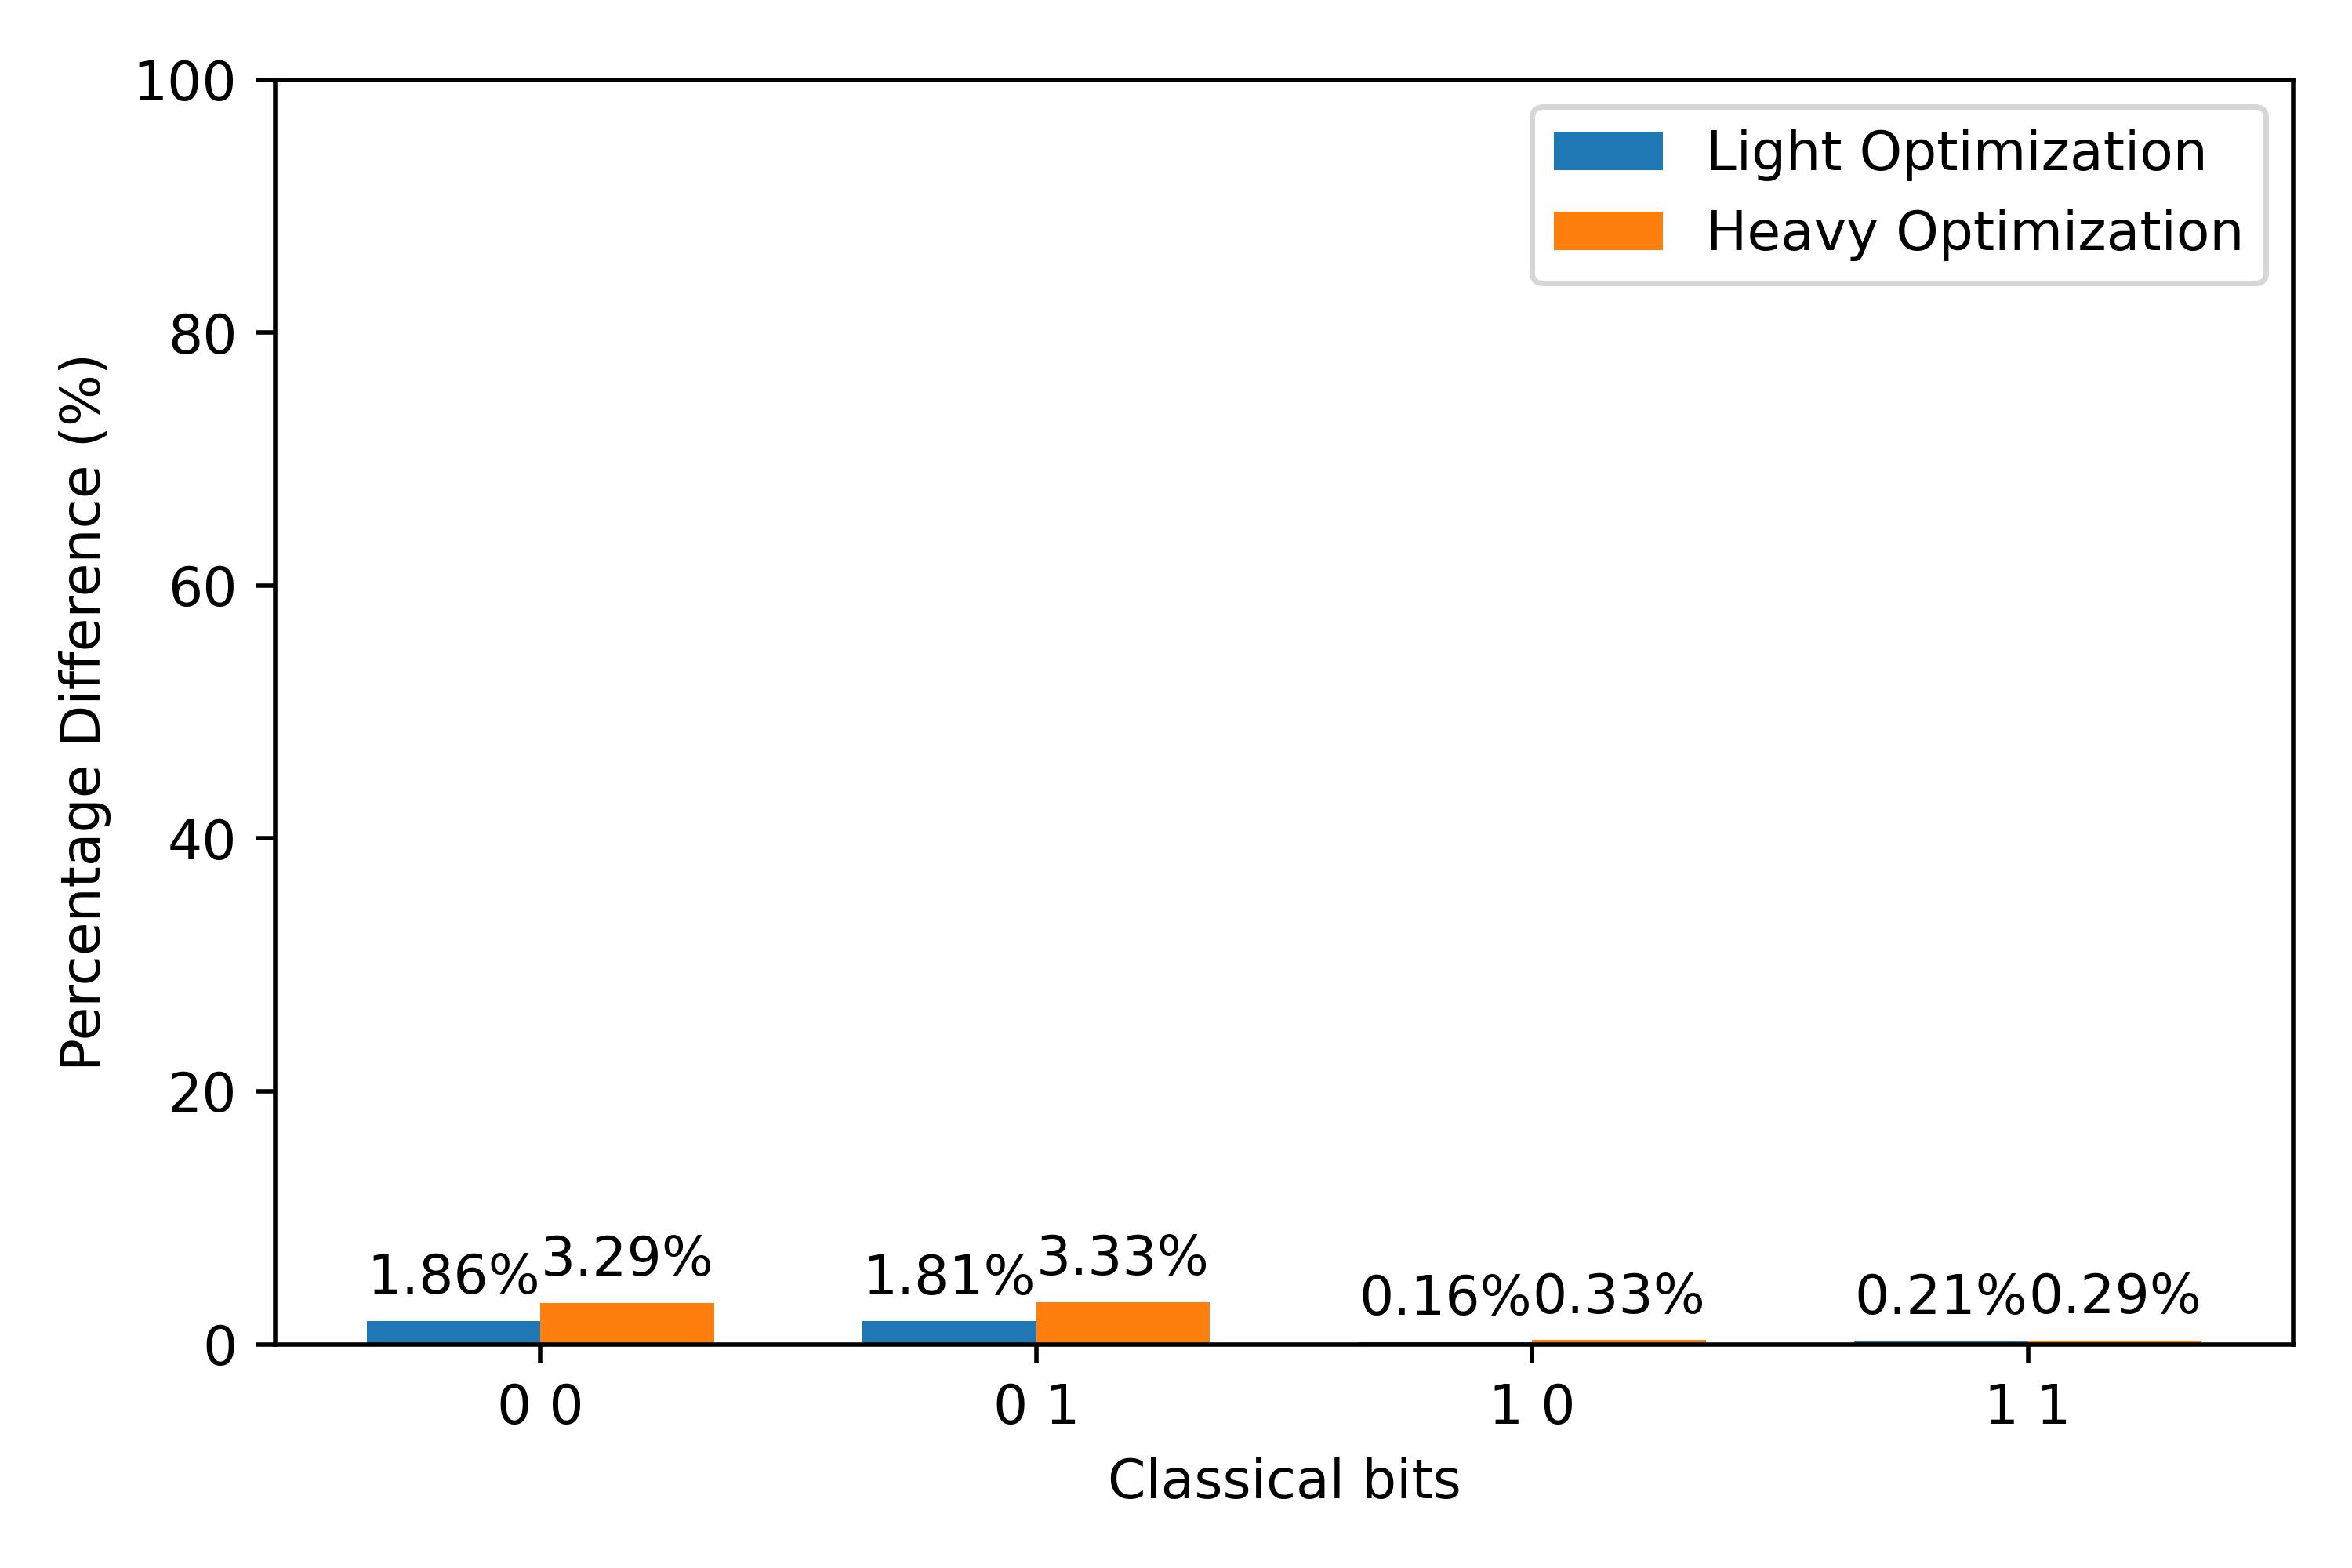 100
80
60
40
20
0
Percentage Difference (%)
Light Optimization
Heavy Optimization
1.86% 3.29% 1.81% 3.33% 0.16% 0.33% 0.21% 0.29%
0 0 0 1 1 0 1 1
Classical bits